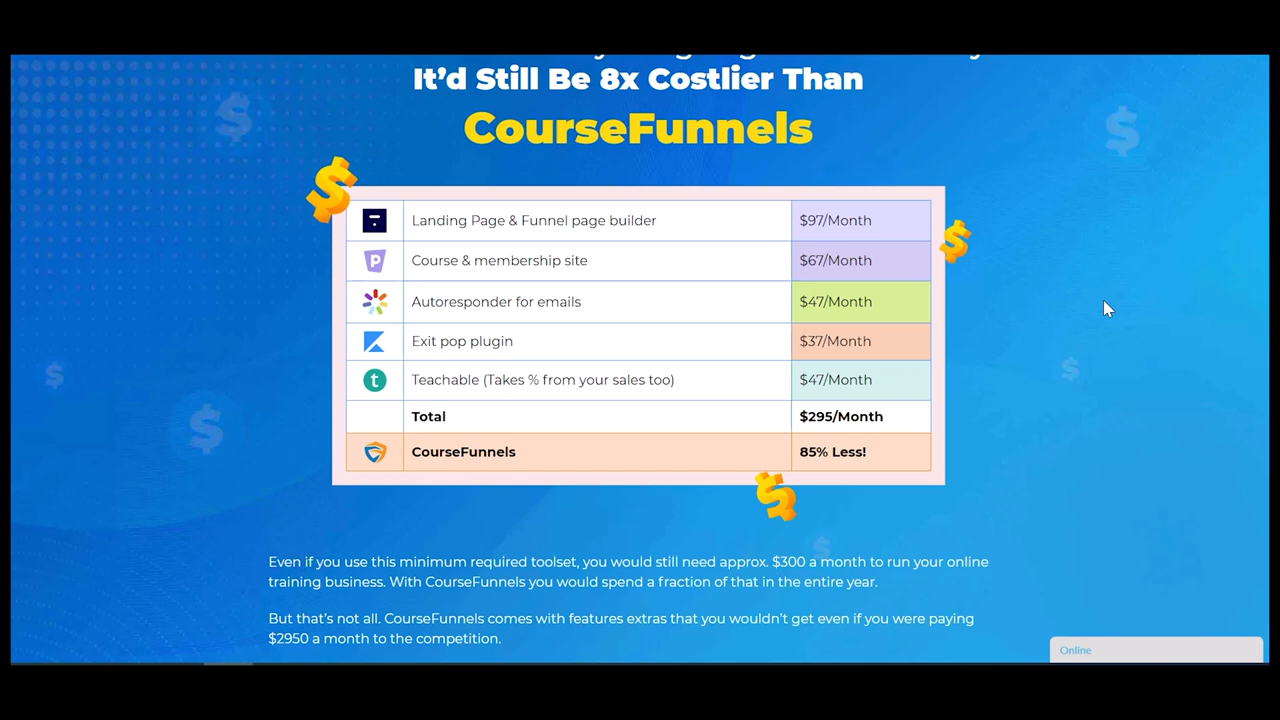 It’d Still Be 8x Costlier Than
CourseFunnels
Landing Page & Funnel page builder $97/Month
Course & membership site $67/Month
Autoresponder for emails $47/Month
Exit pop plugin $37/Month
Teachable (Takes % from your sales too) $47/Month
Total $295/Month
CourseFunnels 85% Less!
Even if you use this minimum required toolset, you would still need approx. $300 a month to run your online
training business. With CourseFunnels you would spend a fraction of that in the entire year.
But that’s not all. CourseFunnels comes with features extras that you wouldn’t get even if you were paying
$2950 a month to the competition.
Online